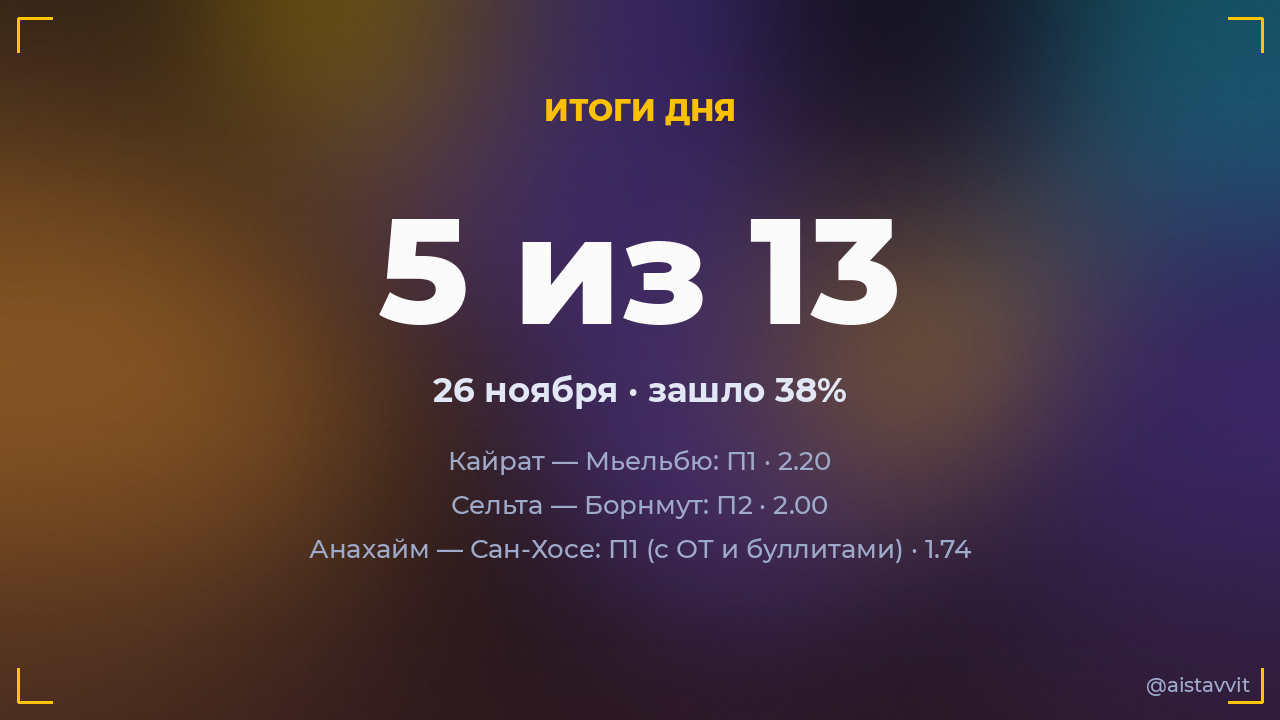 ИТОГИ ДНЯ
5 из 13
26 ноября · зашло 38%
Кайрат — Мьельбю: П1 · 2.20
Сельта — Борнмут: П2 · 2.00
Анахайм — Сан-Хосе: П1 (с ОТ и буллитами) · 1.74
@aistavvit